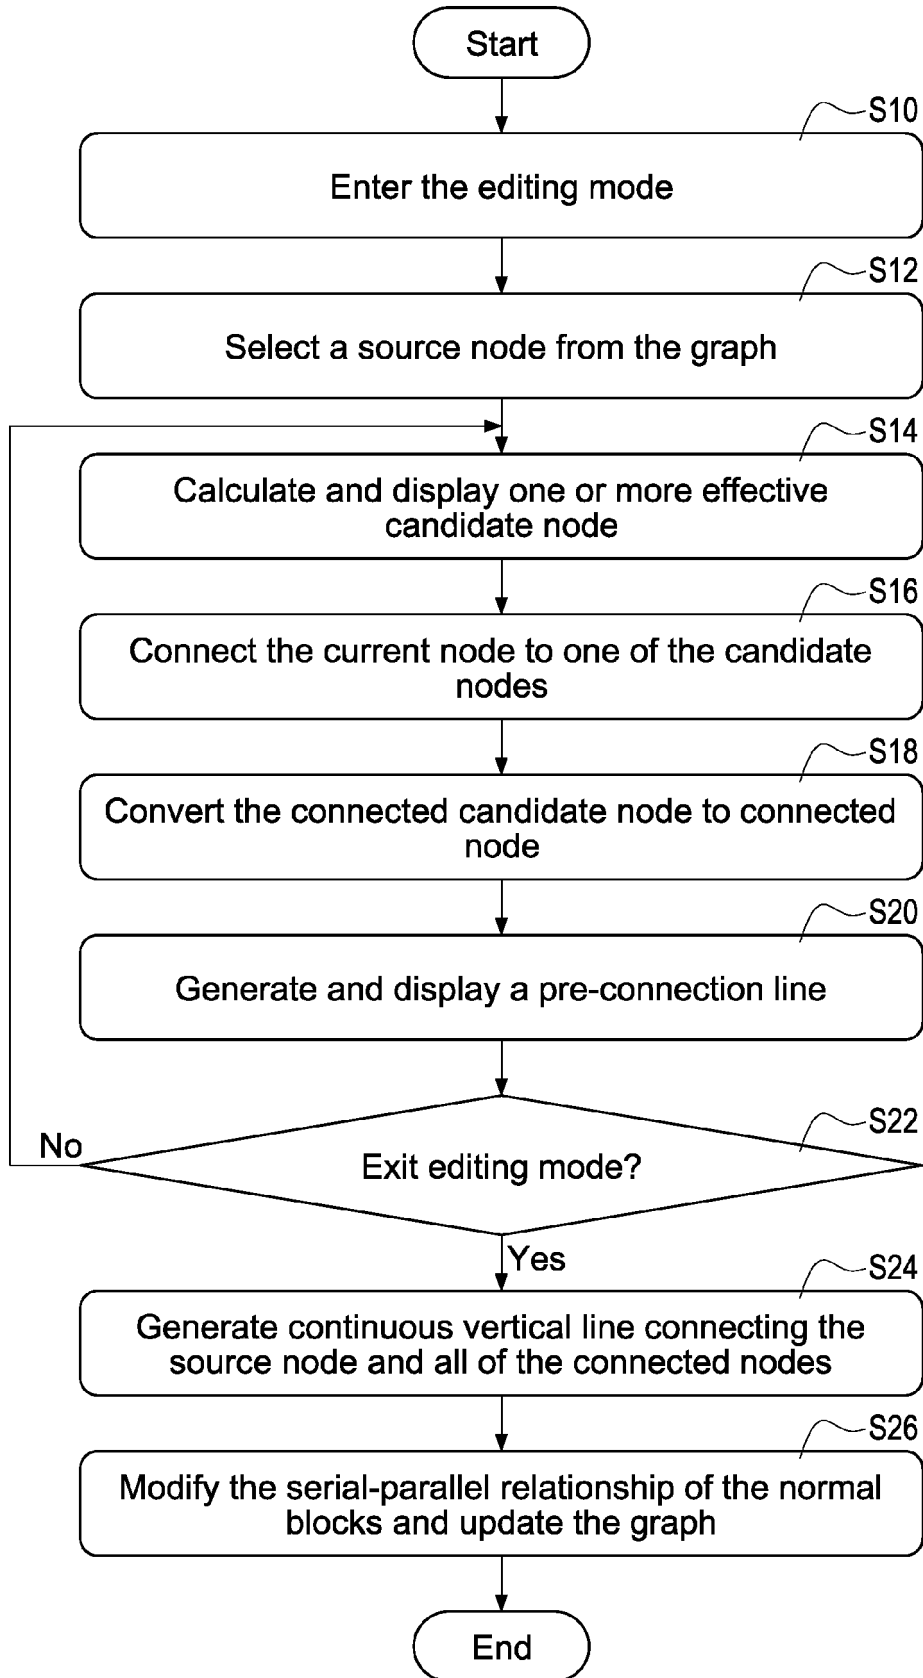 Start
S10
Enter the editing mode
S12
Select a source node from the graph
S14
Calculate and display one or more effective
candidate node
S16
Connect the current node to one of the candidate
nodes
S18
Convert the connected candidate node to connected
node
S20
Generate and display a pre-connection line
S22
No
Exit editing mode?
Yes
S24
Generate continuous vertical line connecting the
source node and all of the connected nodes
S26
Modify the serial-parallel relationship of the normal
blocks and update the graph
End